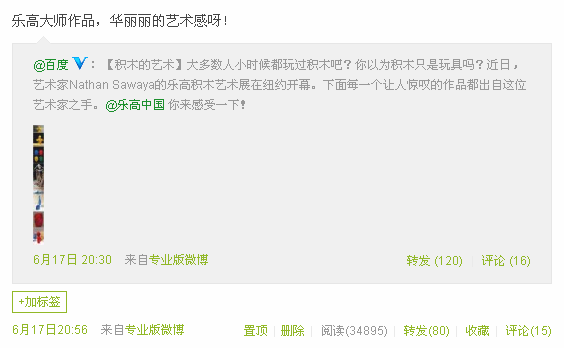 乐高大师作品，华丽丽的艺术感呀！
@百度：【积木的艺术】大多数人小时候都玩过积木吧？你以为积木只是玩具吗？近日，
艺术家Nathan Sawaya的乐高积木艺术展在纽约开幕。下面每一个让人惊叹的作品都出自这位
艺术家之手。@乐高中国 你来感受一下！
6月17日 20:30 来自专业版微博 转发 (120) 评论 (16)
+加标签
6月17日20:56 来自专业版微博 置顶 删除 阅读(34895) 转发(80) 收藏 评论(15)